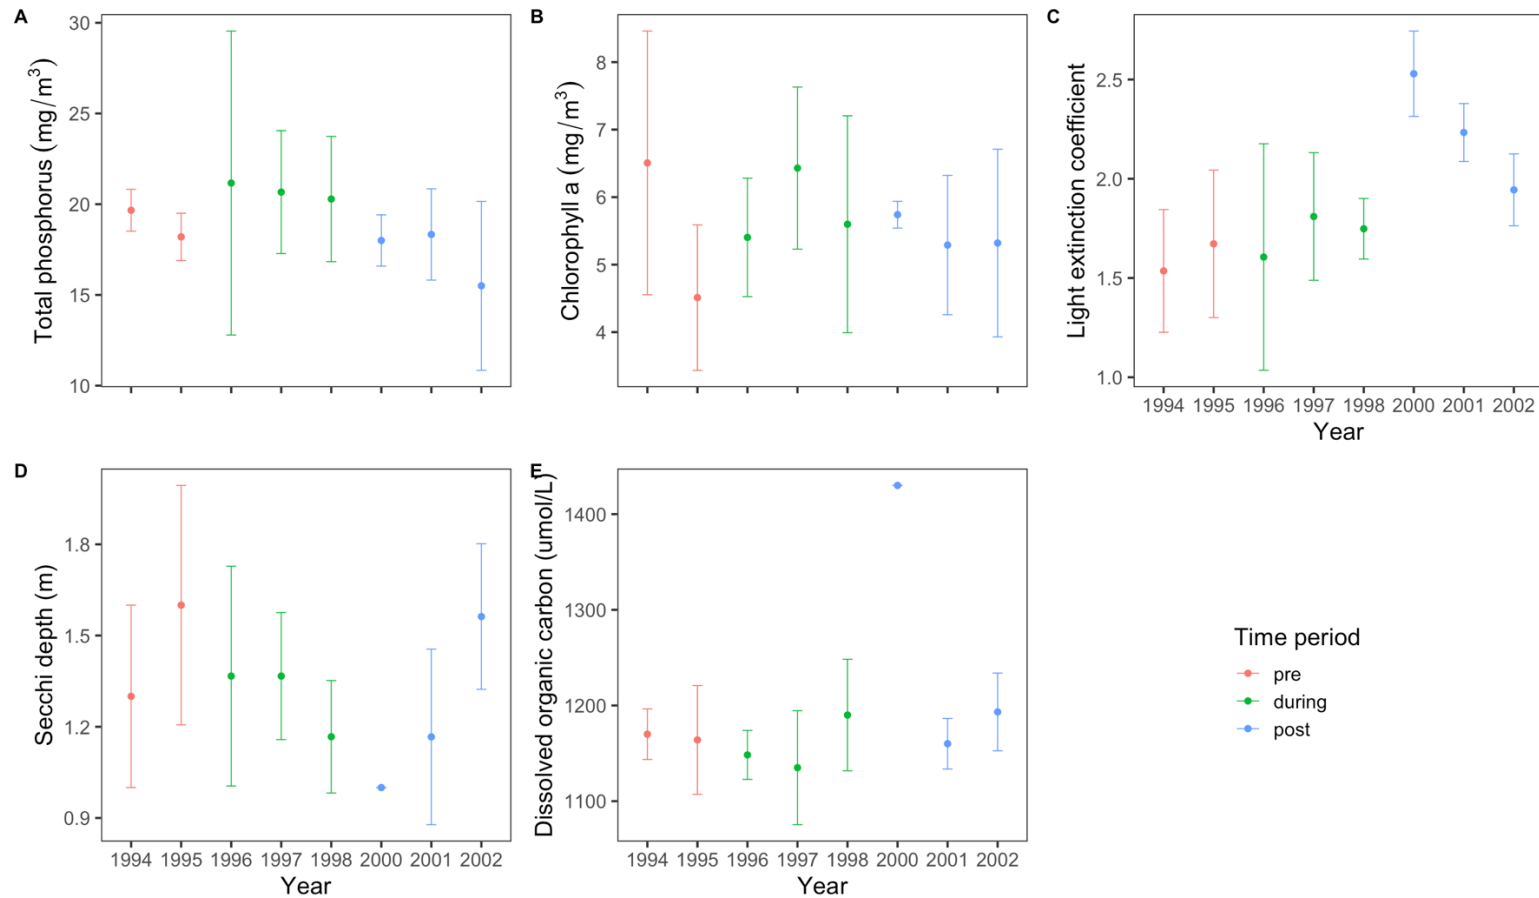 A
Total phosphorus (mg/m³)
30
25
20
15
10
B
Chlorophyll a (mg/m³)
8
7
6
5
4
C
Light extinction coefficient
2.5
2.0
1.5
1.0
1994 1995 1996 1997 1998 2000 2001 2002
Year
D
Secchi depth (m)
1.8
1.5
1.2
0.9
1994 1995 1996 1997 1998 2000 2001 2002
Year
E
Dissolved organic carbon (umol/L)
1400
1300
1200
1100
1994 1995 1996 1997 1998 2000 2001 2002
Year
Time period
pre
during
post